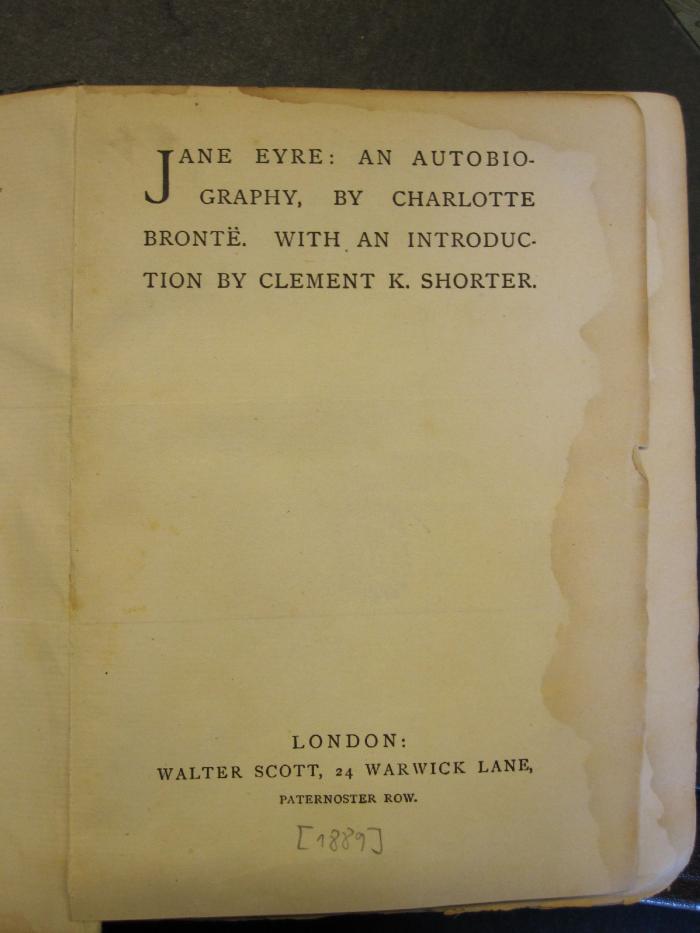 JANE EYRE: AN AUTOBIO-
GRAPHY, BY CHARLOTTE
BRONTË. WITH AN INTRODUC-
TION BY CLEMENT K. SHORTER.
LONDON:
WALTER SCOTT, 24 WARWICK LANE,
PATERNOSTER ROW.
[1889]